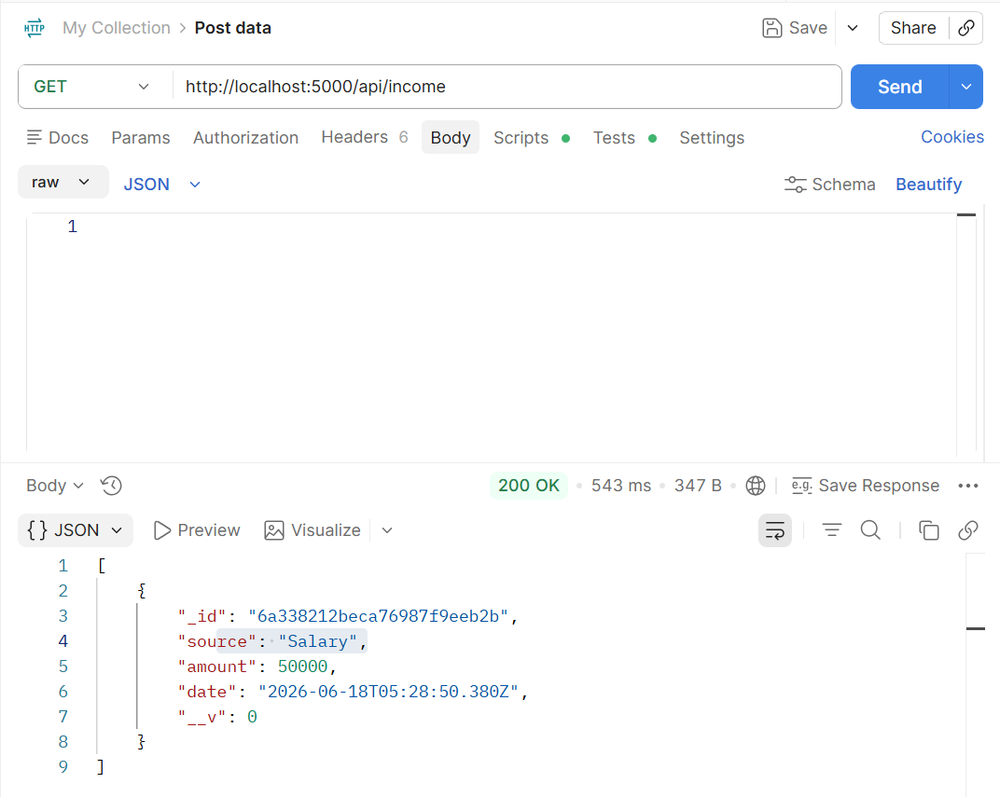 HTTP My Collection > Post data Save Share
GET http://localhost:5000/api/income Send
Docs Params Authorization Headers 6 Body Scripts Tests Settings Cookies
raw JSON Schema Beautify
1
Body 200 OK • 543 ms • 347 B • e.g. Save Response
{} JSON Preview Visualize
1 [
2 {
3 "_id": "6a338212beca76987f9eeb2b",
4 "source": "Salary",
5 "amount": 50000,
6 "date": "2026-06-18T05:28:50.380Z",
7 "__v": 0
8 }
9 ]